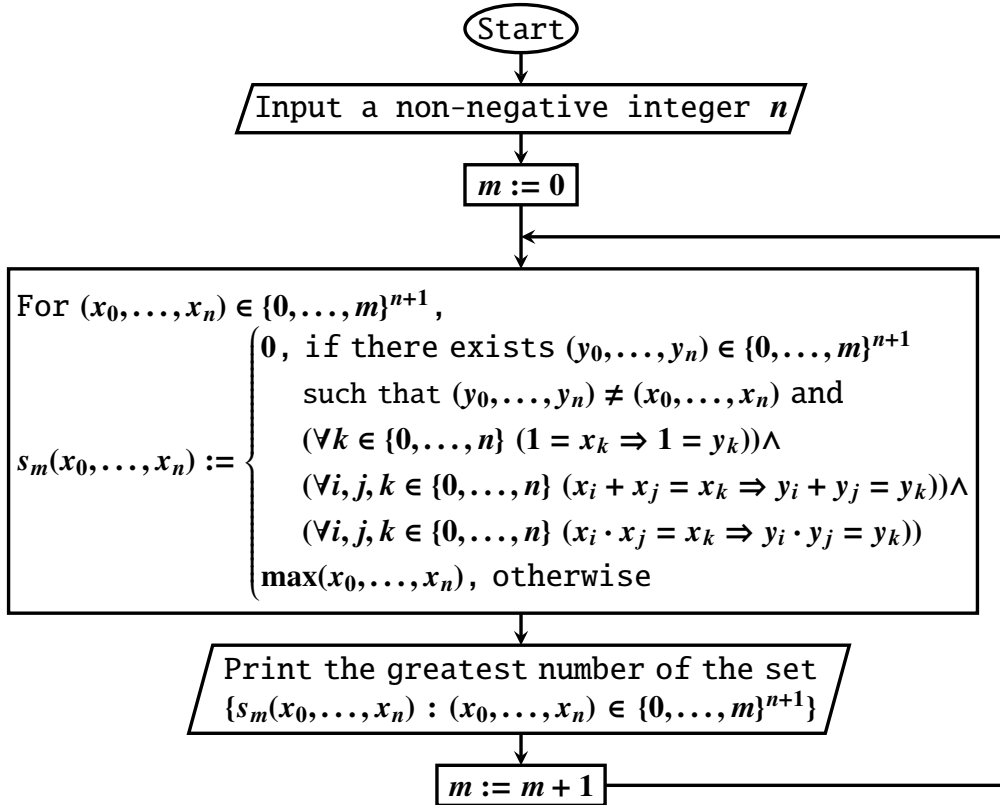 Start
Input a non-negative integer n
m := 0
For (x₀,…,xₙ) ∈ {0,…,m}ⁿ⁺¹,
0, if there exists (y₀,…,yₙ) ∈ {0,…,m}ⁿ⁺¹
such that (y₀,…,yₙ) ≠ (x₀,…,xₙ) and
(∀k ∈ {0,…,n} (1 = xₖ ⇒ 1 = yₖ))∧
sₘ(x₀,…,xₙ) :=
(∀i, j, k ∈ {0,…,n} (xᵢ + xⱼ = xₖ ⇒ yᵢ + yⱼ = yₖ))∧
(∀i, j, k ∈ {0,…,n} (xᵢ · xⱼ = xₖ ⇒ yᵢ · yⱼ = yₖ))
max(x₀,…,xₙ), otherwise
Print the greatest number of the set
{sₘ(x₀,…,xₙ) : (x₀,…,xₙ) ∈ {0,…,m}ⁿ⁺¹}
m := m + 1